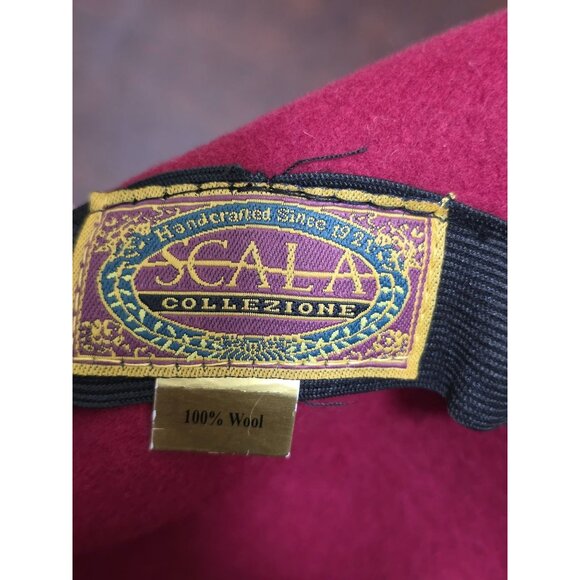 Handcrafted Since 1921
SCALA
COLLEZIONE
100% Wool